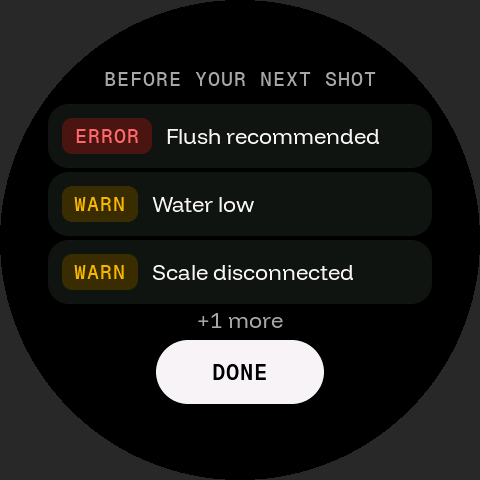 BEFORE YOUR NEXT SHOT
ERROR Flush recommended
WARN Water low
WARN Scale disconnected
+1 more
DONE